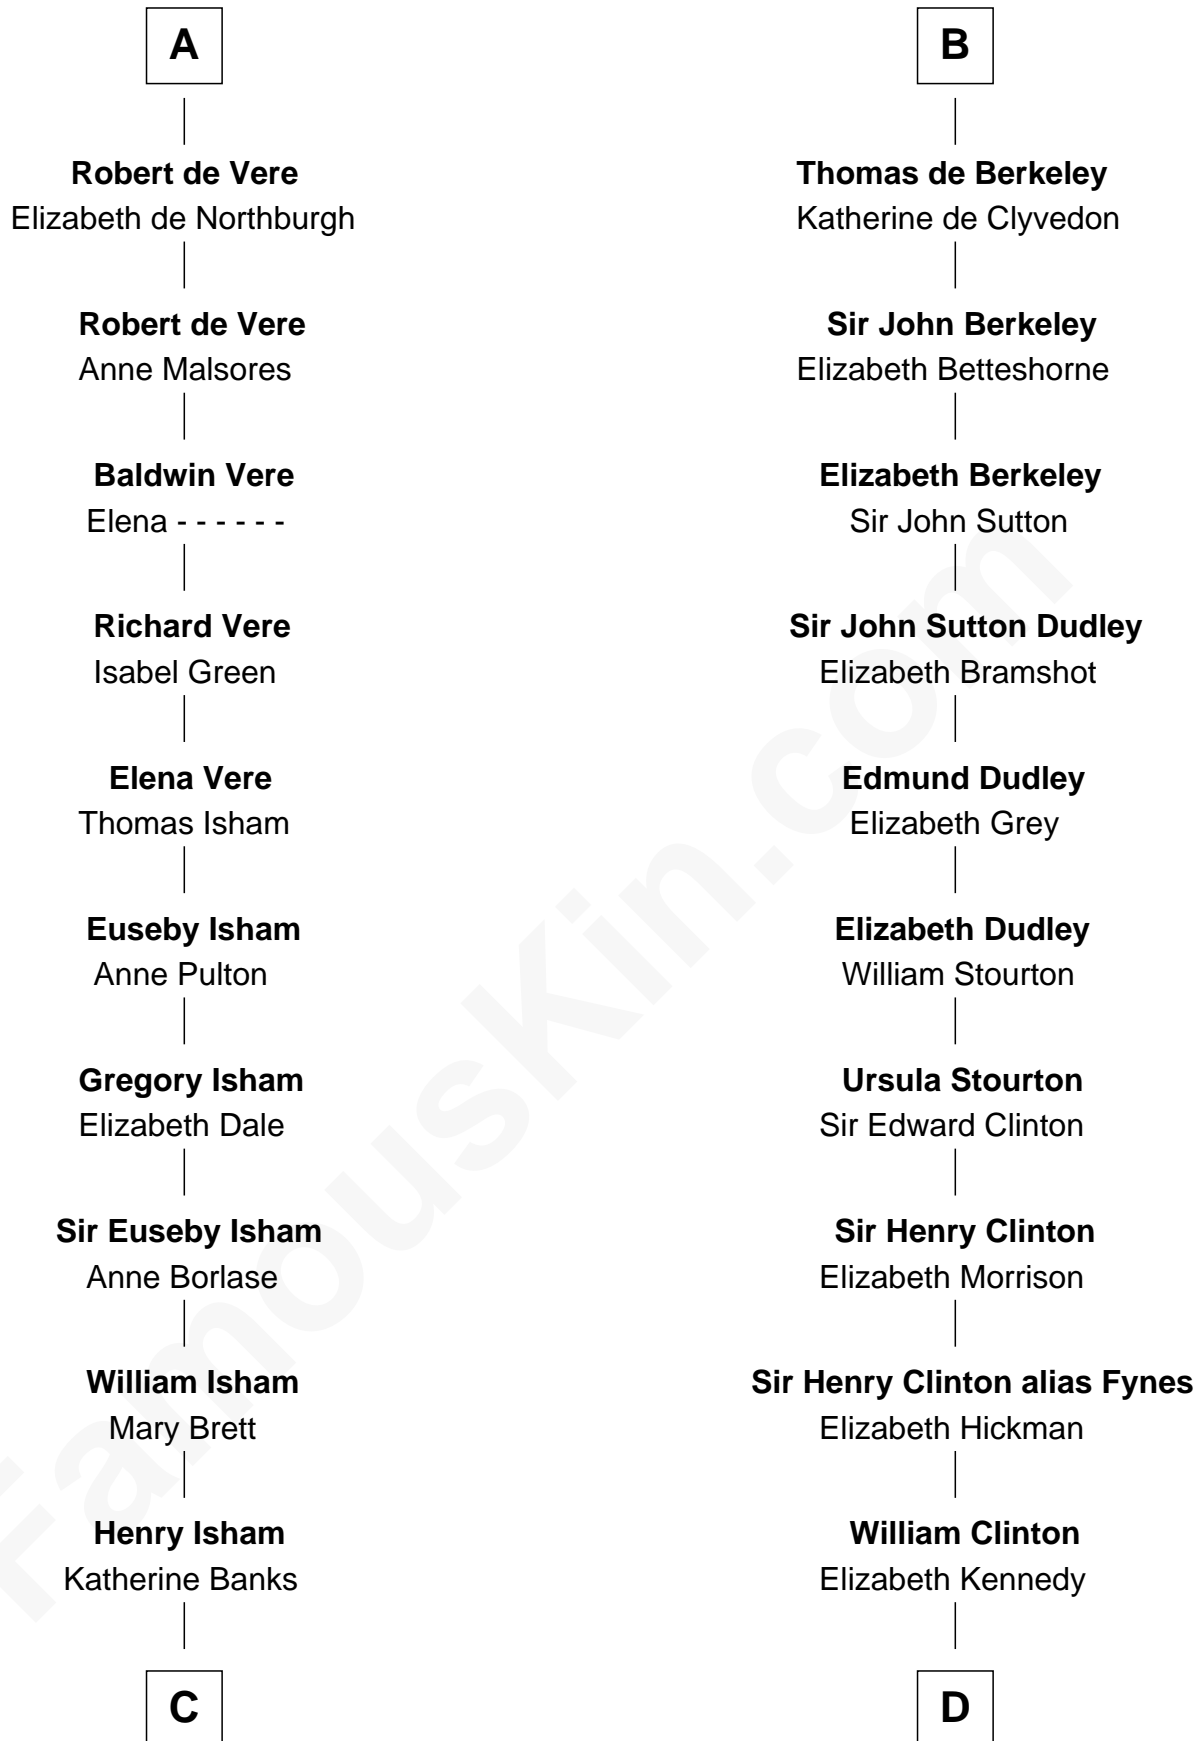 A
Robert de Vere
Elizabeth de Northburgh
Robert de Vere
Anne Malsores
Baldwin Vere
Elena - - - - - -
Richard Vere
Isabel Green
Elena Vere
Thomas Isham
Euseby Isham
Anne Pulton
Gregory Isham
Elizabeth Dale
Sir Euseby Isham
Anne Borlase
William Isham
Mary Brett
Henry Isham
Katherine Banks
C
B
Thomas de Berkeley
Katherine de Clyvedon
Sir John Berkeley
Elizabeth Betteshorne
Elizabeth Berkeley
Sir John Sutton
Sir John Sutton Dudley
Elizabeth Bramshot
Edmund Dudley
Elizabeth Grey
Elizabeth Dudley
William Stourton
Ursula Stourton
Sir Edward Clinton
Sir Henry Clinton
Elizabeth Morrison
Sir Henry Clinton alias Fynes
Elizabeth Hickman
William Clinton
Elizabeth Kennedy
D
FamousKin.com